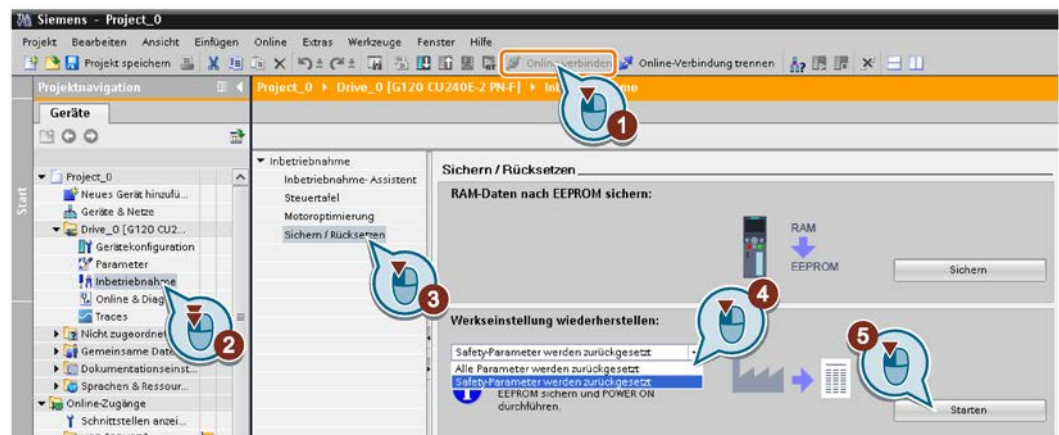 Siemens - Project_0
Projekt Bearbeiten Ansicht Einfügen Online Extras Werkzeuge Fenster Hilfe
Projekt speichern Online verbinden Online-Verbindung trennen
Projektnavigation
Project_0 Drive_0 [G120 CU240E-2 PN-F]
1
Geräte
Start
Project_0
Neues Gerät hinzufü...
Geräte & Netze
Drive_0 [G120 CU2...
Gerätekonfiguration
Parameter
Inbetriebnahme
Online & Diag
Traces
Nicht zugeordne
Gemeinsame Date
Dokumentationseinst...
Sprachen & Ressour...
Online-Zugänge
Schnittstellen anzei...
2
Inbetriebnahme
Inbetriebnahme-Assistent
Steuertafel
Motoroptimierung
Sichern / Rücksetzen
3
Sichern / Rücksetzen
RAM-Daten nach EEPROM sichern:
RAM
EEPROM
Sichern
4
Werkseinstellung wiederherstellen:
Safety-Parameter werden zurückgesetzt
Alle Parameter werden zurückgesetzt
Safety-Parameter werden zurückgesetzt
EEPROM sichern und POWER ON
durchführen.
5
Starten